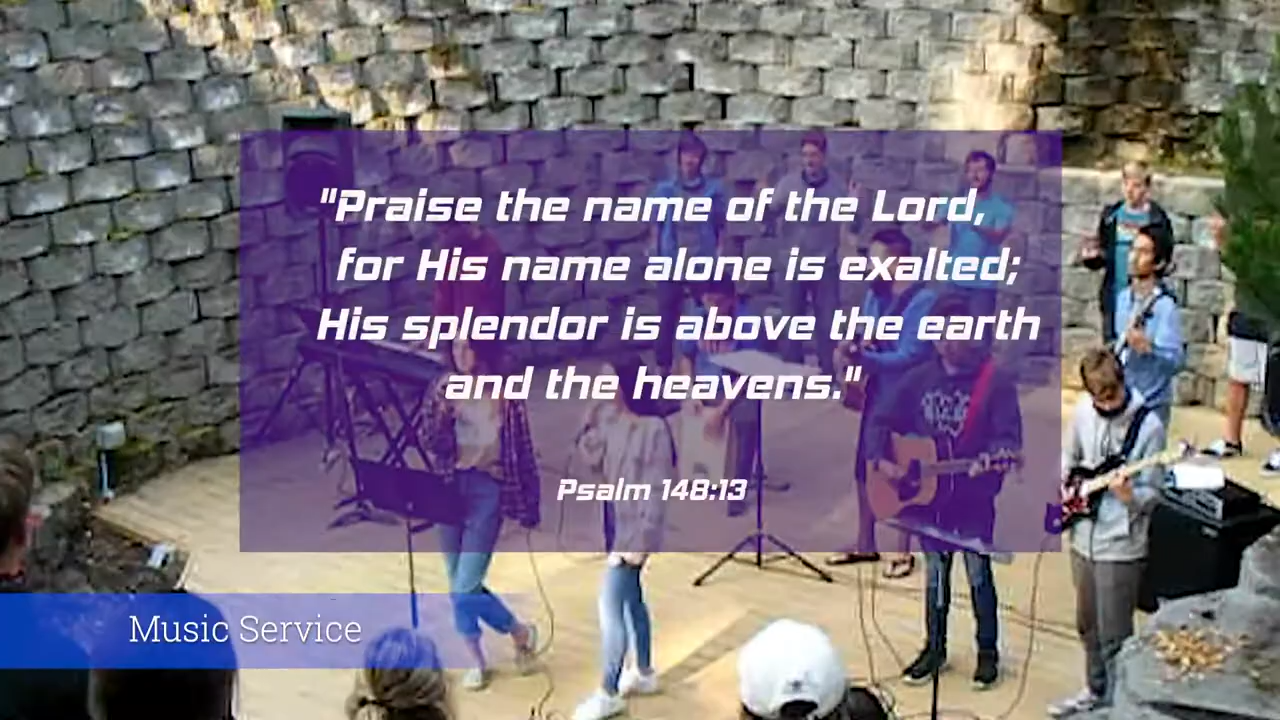 "Praise the name of the Lord,
for His name alone is exalted;
His splendor is above the earth
and the heavens."
Psalm 148:13
Music Service